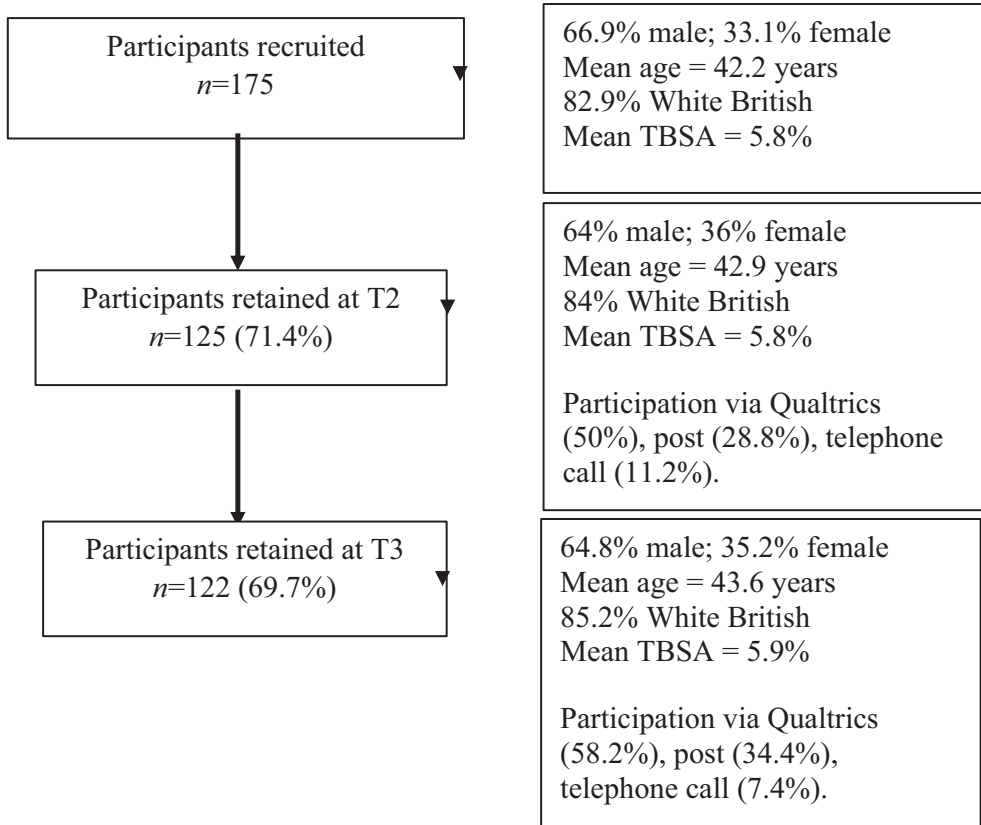 Participants recruited
n=175
66.9% male; 33.1% female
Mean age = 42.2 years
82.9% White British
Mean TBSA = 5.8%
Participants retained at T2
n=125 (71.4%)
64% male; 36% female
Mean age = 42.9 years
84% White British
Mean TBSA = 5.8%
Participation via Qualtrics
(50%), post (28.8%), telephone
call (11.2%).
Participants retained at T3
n=122 (69.7%)
64.8% male; 35.2% female
Mean age = 43.6 years
85.2% White British
Mean TBSA = 5.9%
Participation via Qualtrics
(58.2%), post (34.4%),
telephone call (7.4%).